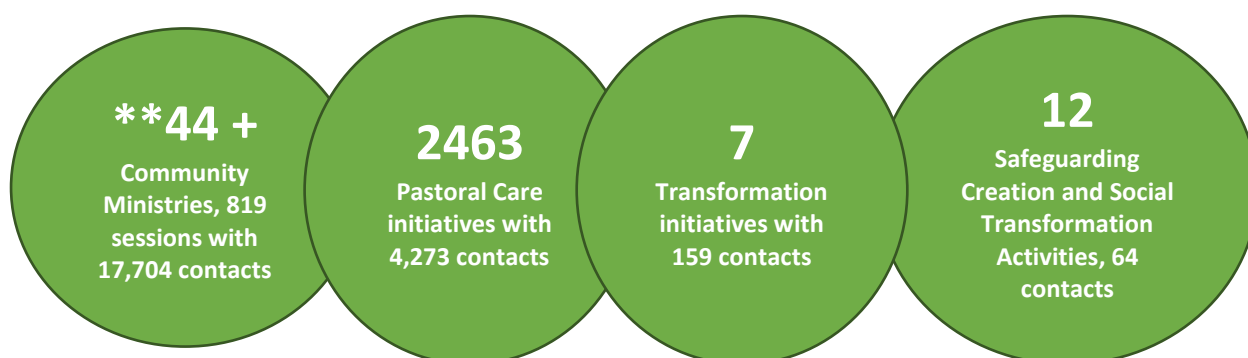 **44 +
Community
Ministries, 819
sessions with
17,704 contacts
2463
Pastoral Care
initiatives with
4,273 contacts
7
Transformation
initiatives with
159 contacts
12
Safeguarding
Creation and Social
Transformation
Activities, 64
contacts